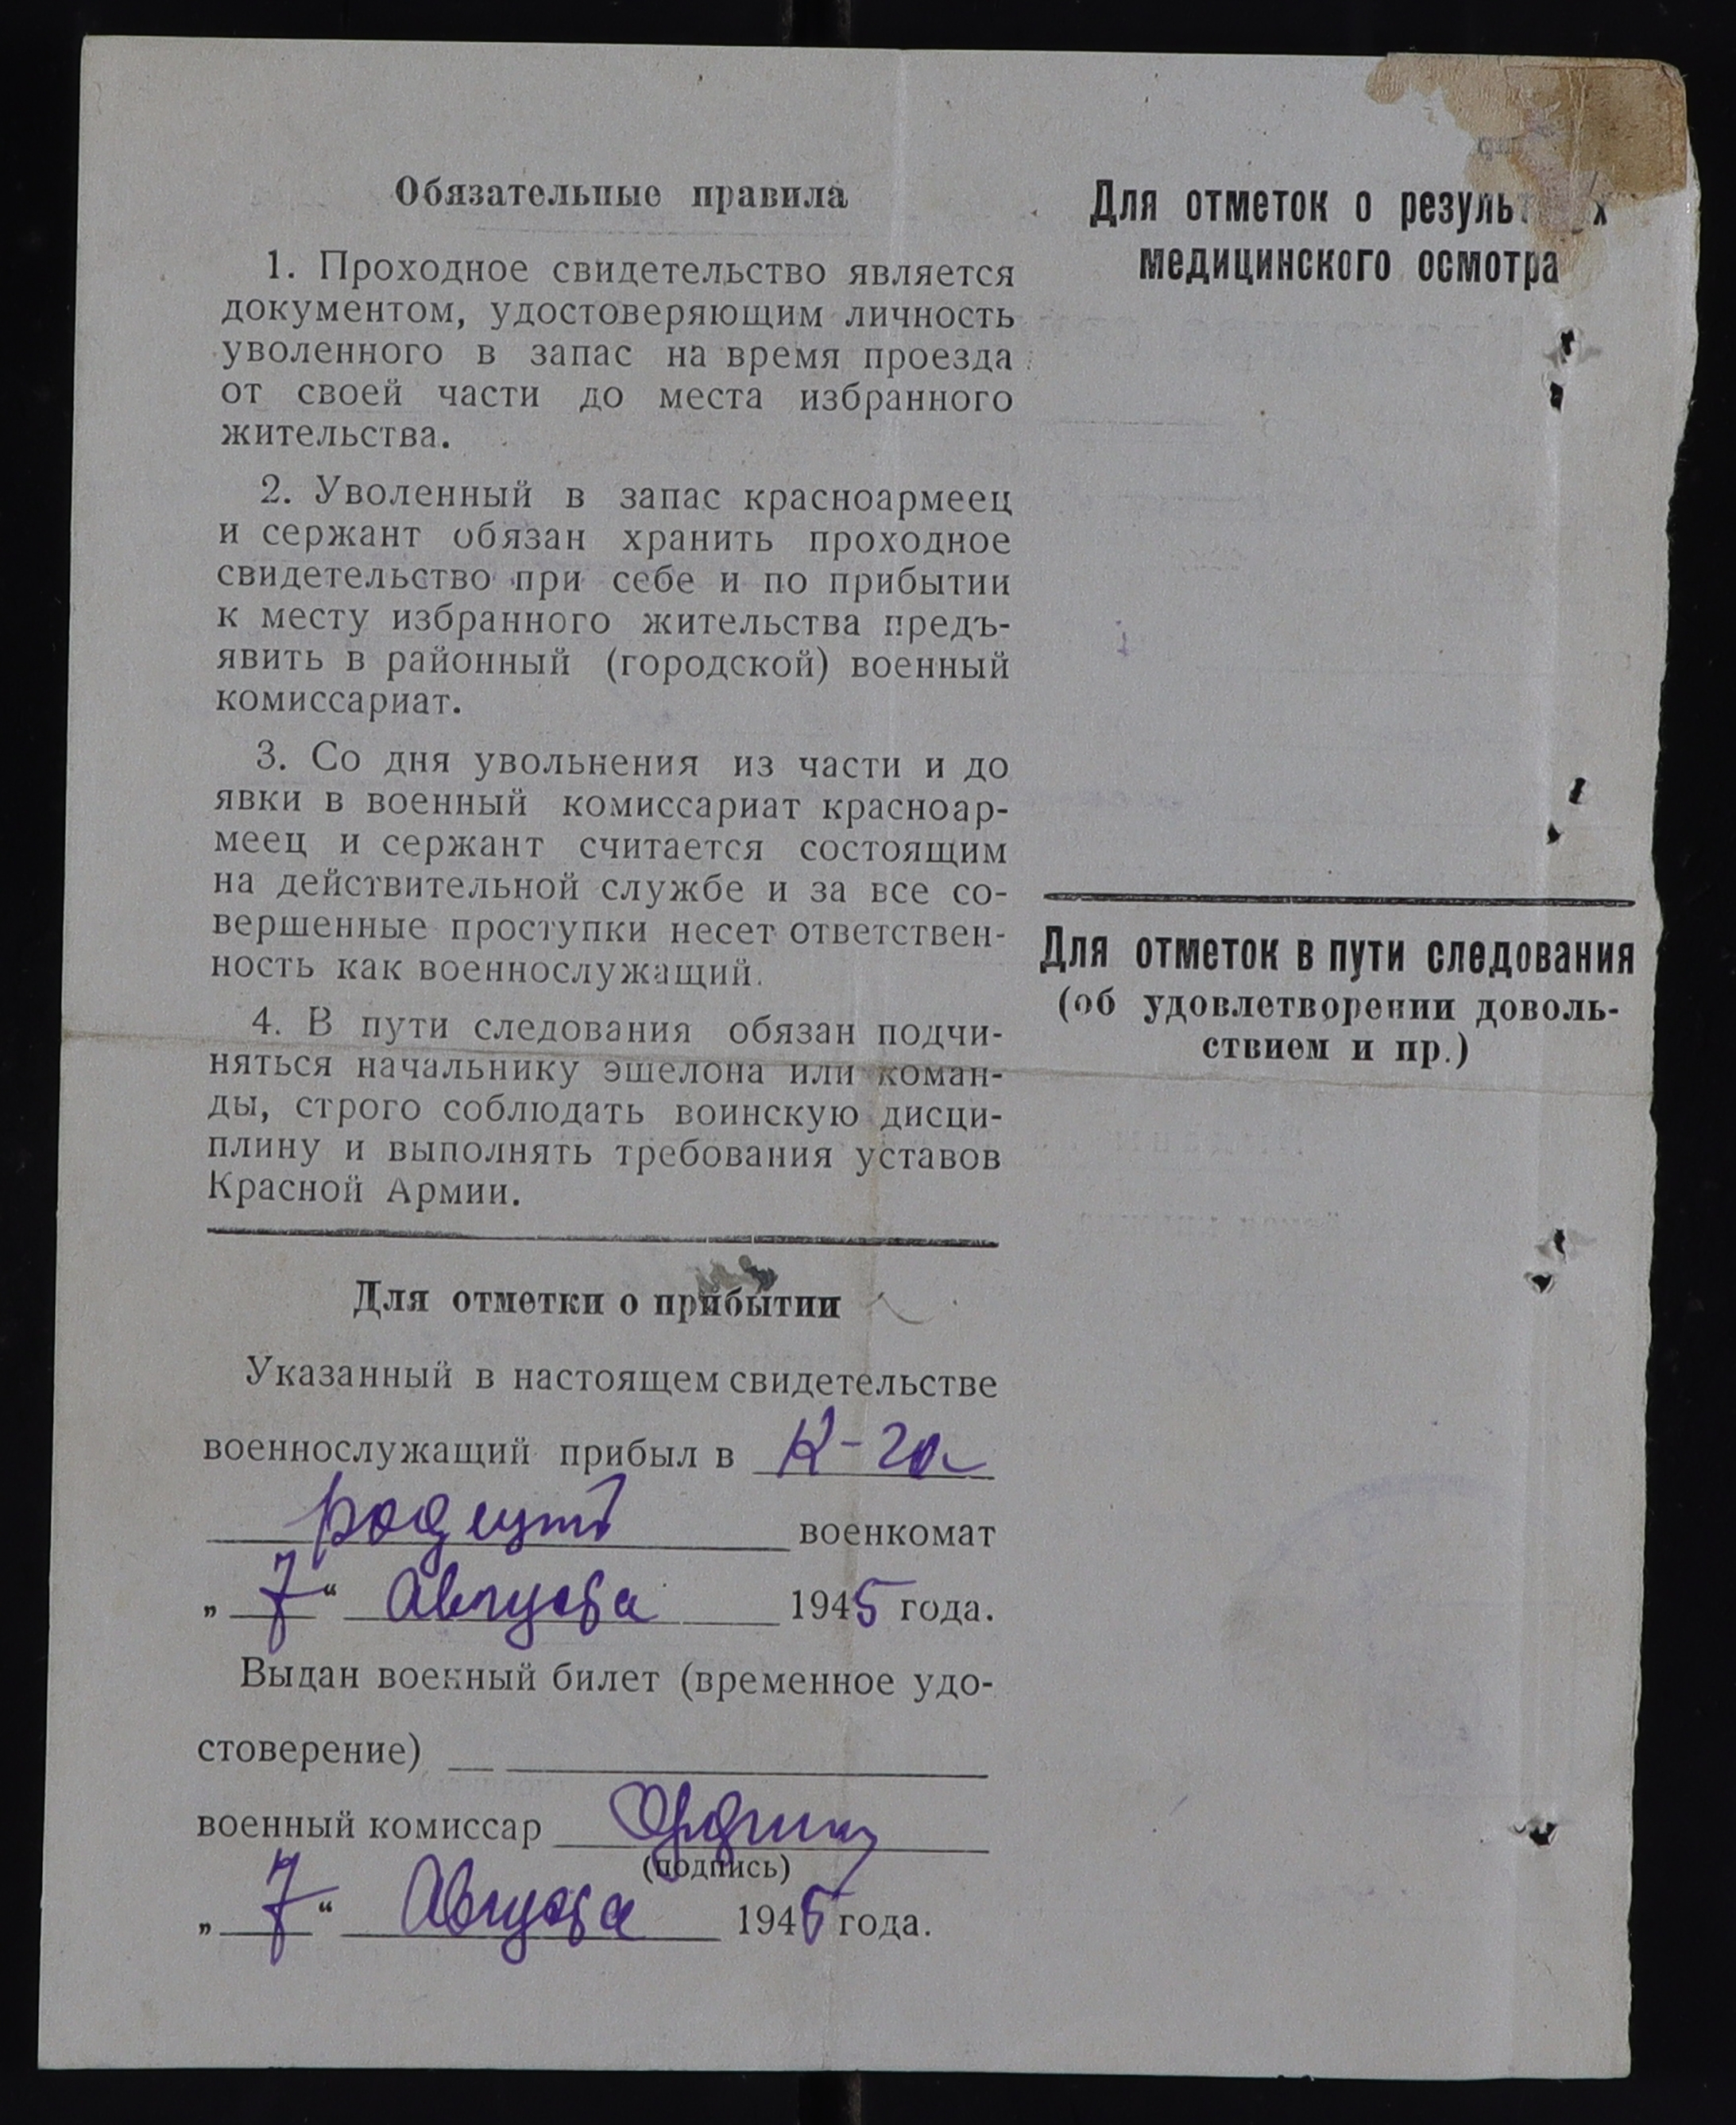 Обязательные правила
1. Проходное свидетельство является
документом, удостоверяющим личность
уволенного в запас на время проезда
от своей части до места избранного
жительства.
2. Уволенный в запас красноармеец
и сержант обязан хранить проходное
свидетельство при себе и по прибытии
к месту избранного жительства предъ-
явить в районный (городской) военный
комиссариат.
3. Со дня увольнения из части и до
явки в военный комиссариат красноар-
меец и сержант считается состоящим
на действительной службе и за все со-
вершенные проступки несет ответствен-
ность как военнослужащий.
4. В пути следования обязан подчи-
няться начальнику эшелона или коман-
ды, строго соблюдать воинскую дисци-
плину и выполнять требования уставов
Красной Армии.
Для отметки о прибытии
Указанный в настоящем свидетельстве
военнослужащий прибыл в
военкомат
„ 7 “ Августа 1945 года.
Выдан военный билет (временное удо-
стоверение)
военный комиссар
(подпись)
„ 7 “ Августа 1945 года.
Для отметок о
медицинского осмотра
Для отметок в пути следования
(об удовлетворении доволь-
ствием и пр.)